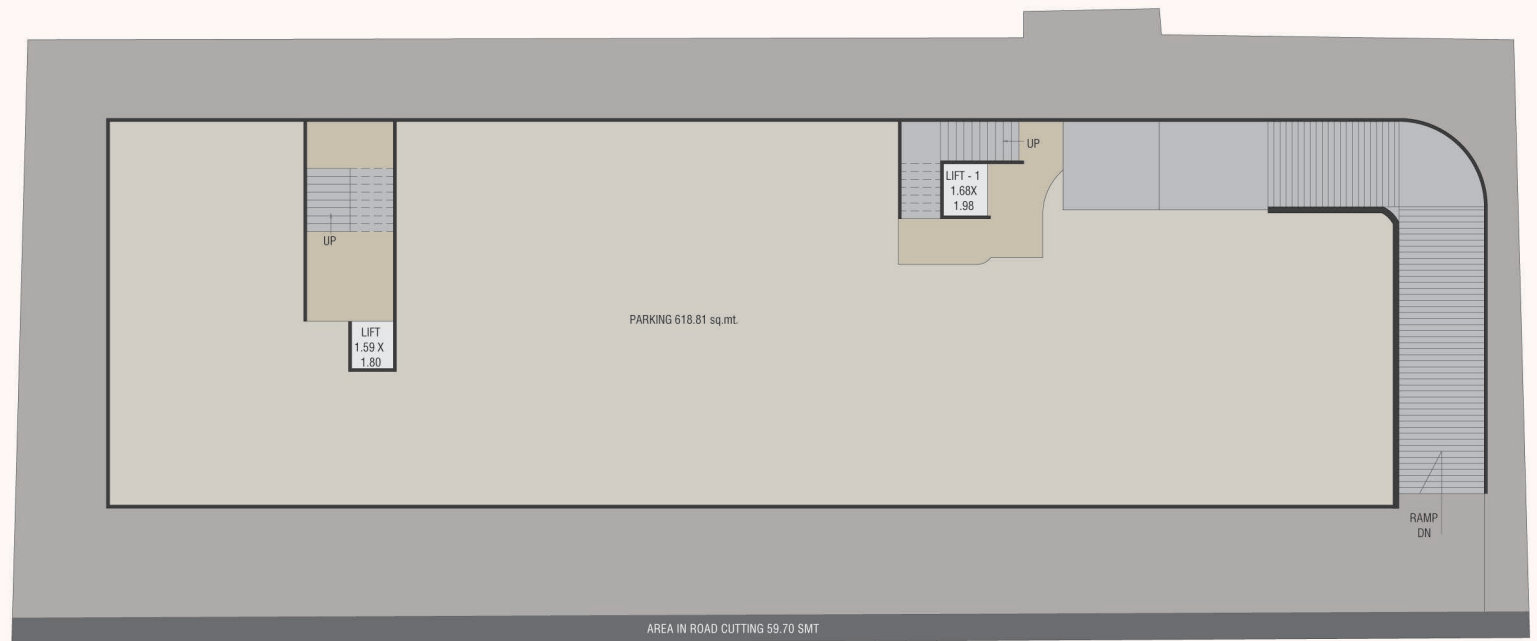 UP
LIFT - 1
1.68X
1.98
UP
PARKING 618.81 sq.mt.
LIFT
1.59 X
1.80
RAMP
DN
AREA IN ROAD CUTTING 59.70 SMT